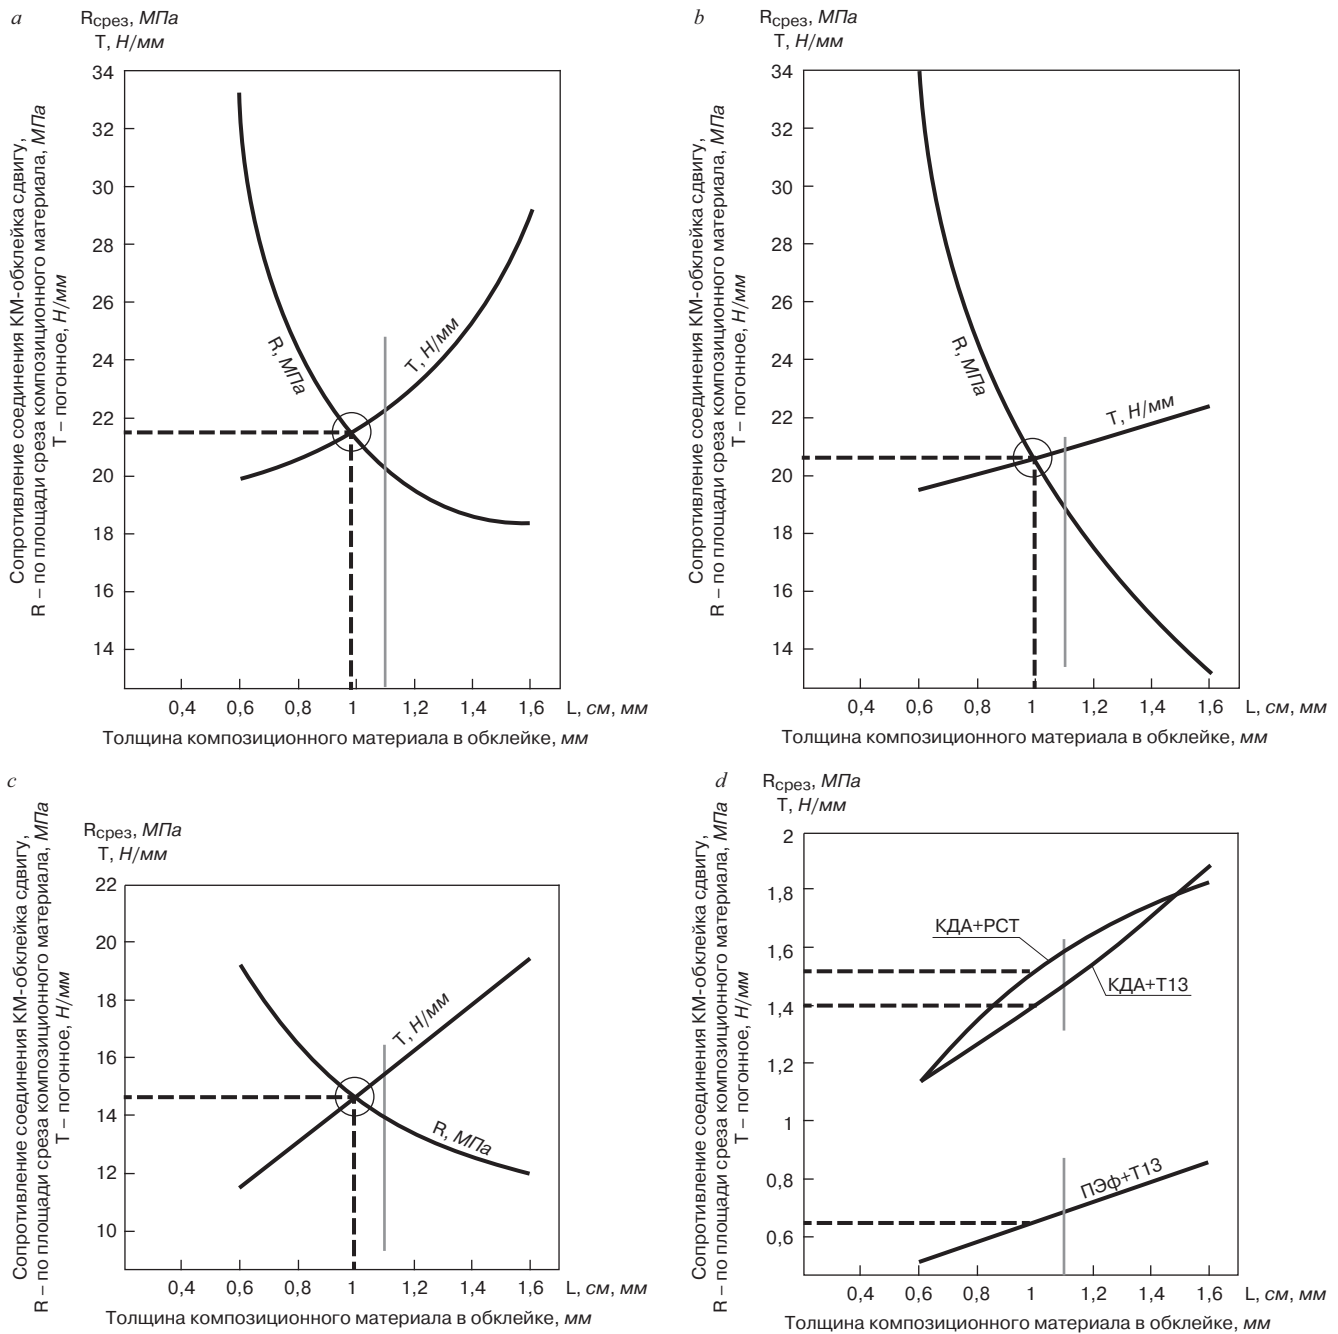 a
Rсрез, МПа
T, Н/мм
Сопротивление соединения КМ-обклейка сдвигу,
R – по площади среза композиционного материала, МПа
T – погонное, Н/мм
34
32
30
28
26
24
22
20
18
16
14
R, МПа
T, Н/мм
0,4 0,6 0,8 1 1,2 1,4 1,6 L, см, мм
Толщина композиционного материала в обклейке, мм
b
Rсрез, МПа
T, Н/мм
Сопротивление соединения КМ-обклейка сдвигу,
R – по площади среза композиционного материала, МПа
T – погонное, Н/мм
34
32
30
28
26
24
22
20
18
16
14
R, МПа
T, Н/мм
0,4 0,6 0,8 1 1,2 1,4 1,6 L, см, мм
Толщина композиционного материала в обклейке, мм
c
Rсрез, МПа
T, Н/мм
Сопротивление соединения КМ-обклейка сдвигу,
R – по площади среза композиционного материала, МПа
T – погонное, Н/мм
22
20
18
16
14
12
10
T, Н/мм
R, МПа
0,4 0,6 0,8 1 1,2 1,4 1,6 L, см, мм
Толщина композиционного материала в обклейке, мм
d
Rсрез, МПа
T, Н/мм
Сопротивление соединения КМ-обклейка сдвигу,
R – по площади среза композиционного материала, МПа
T – погонное, Н/мм
2
1,8
1,6
1,4
1,2
1
0,8
0,6
КДА+РСТ
КДА+Т13
ПЭф+Т13
0,4 0,6 0,8 1 1,2 1,4 1,6 L, см, мм
Толщина композиционного материала в обклейке, мм